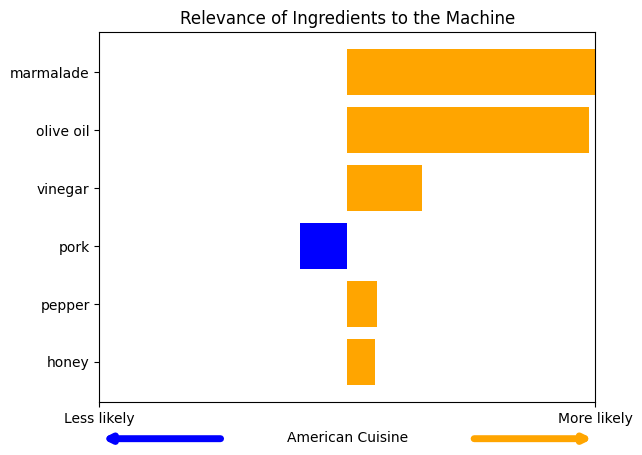 Relevance of Ingredients to the Machine
marmalade
olive oil
vinegar
pork
pepper
honey
Less likely
More likely
American Cuisine